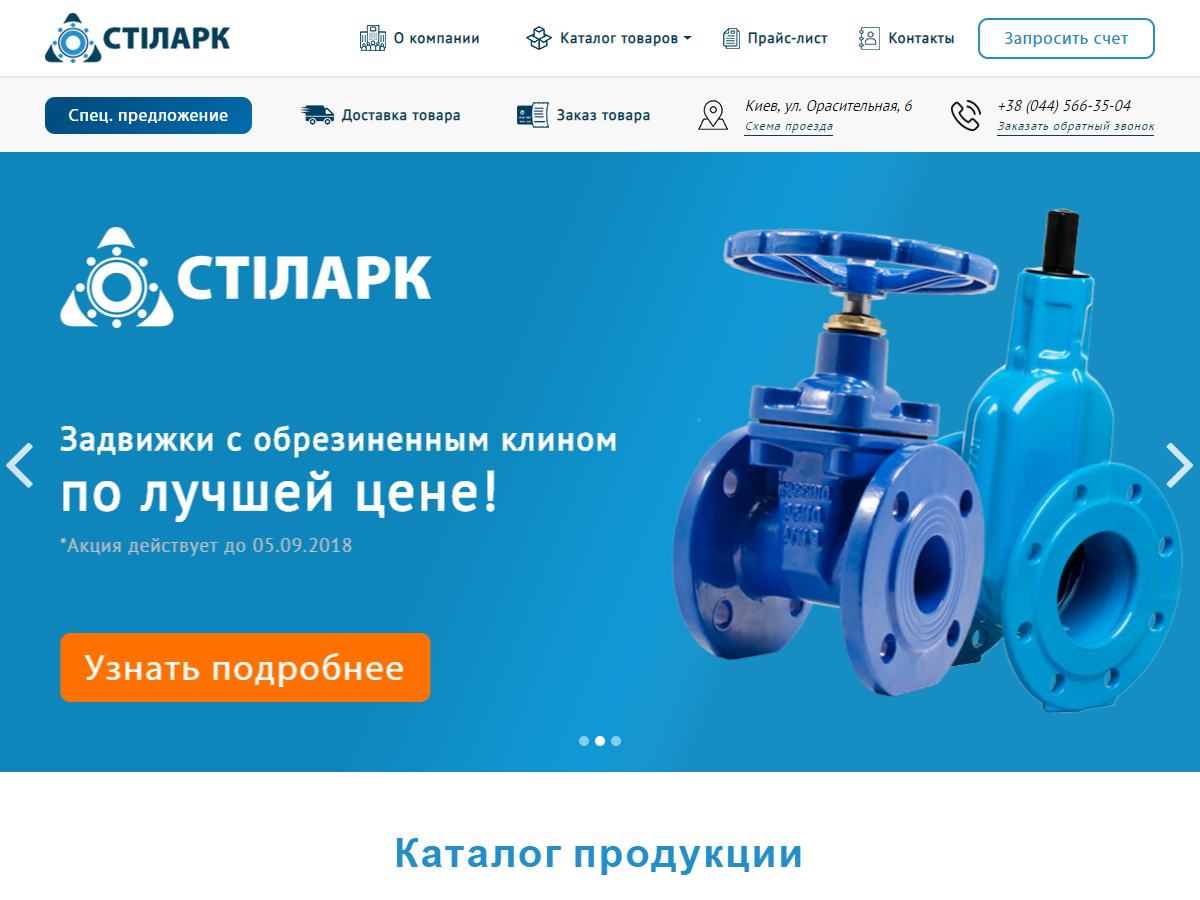 СТІЛАРК
О компании
Каталог товаров
Прайс-лист
Контакты
Запросить счет
Спец. предложение
Доставка товара
Заказ товара
Киев, ул. Орасительная, 6
Схема проезда
+38 (044) 566-35-04
Заказать обратный звонок
СТІЛАРК
Задвижки с обрезиненным клином
по лучшей цене!
*Акция действует до 05.09.2018
Узнать подробнее
Каталог продукции